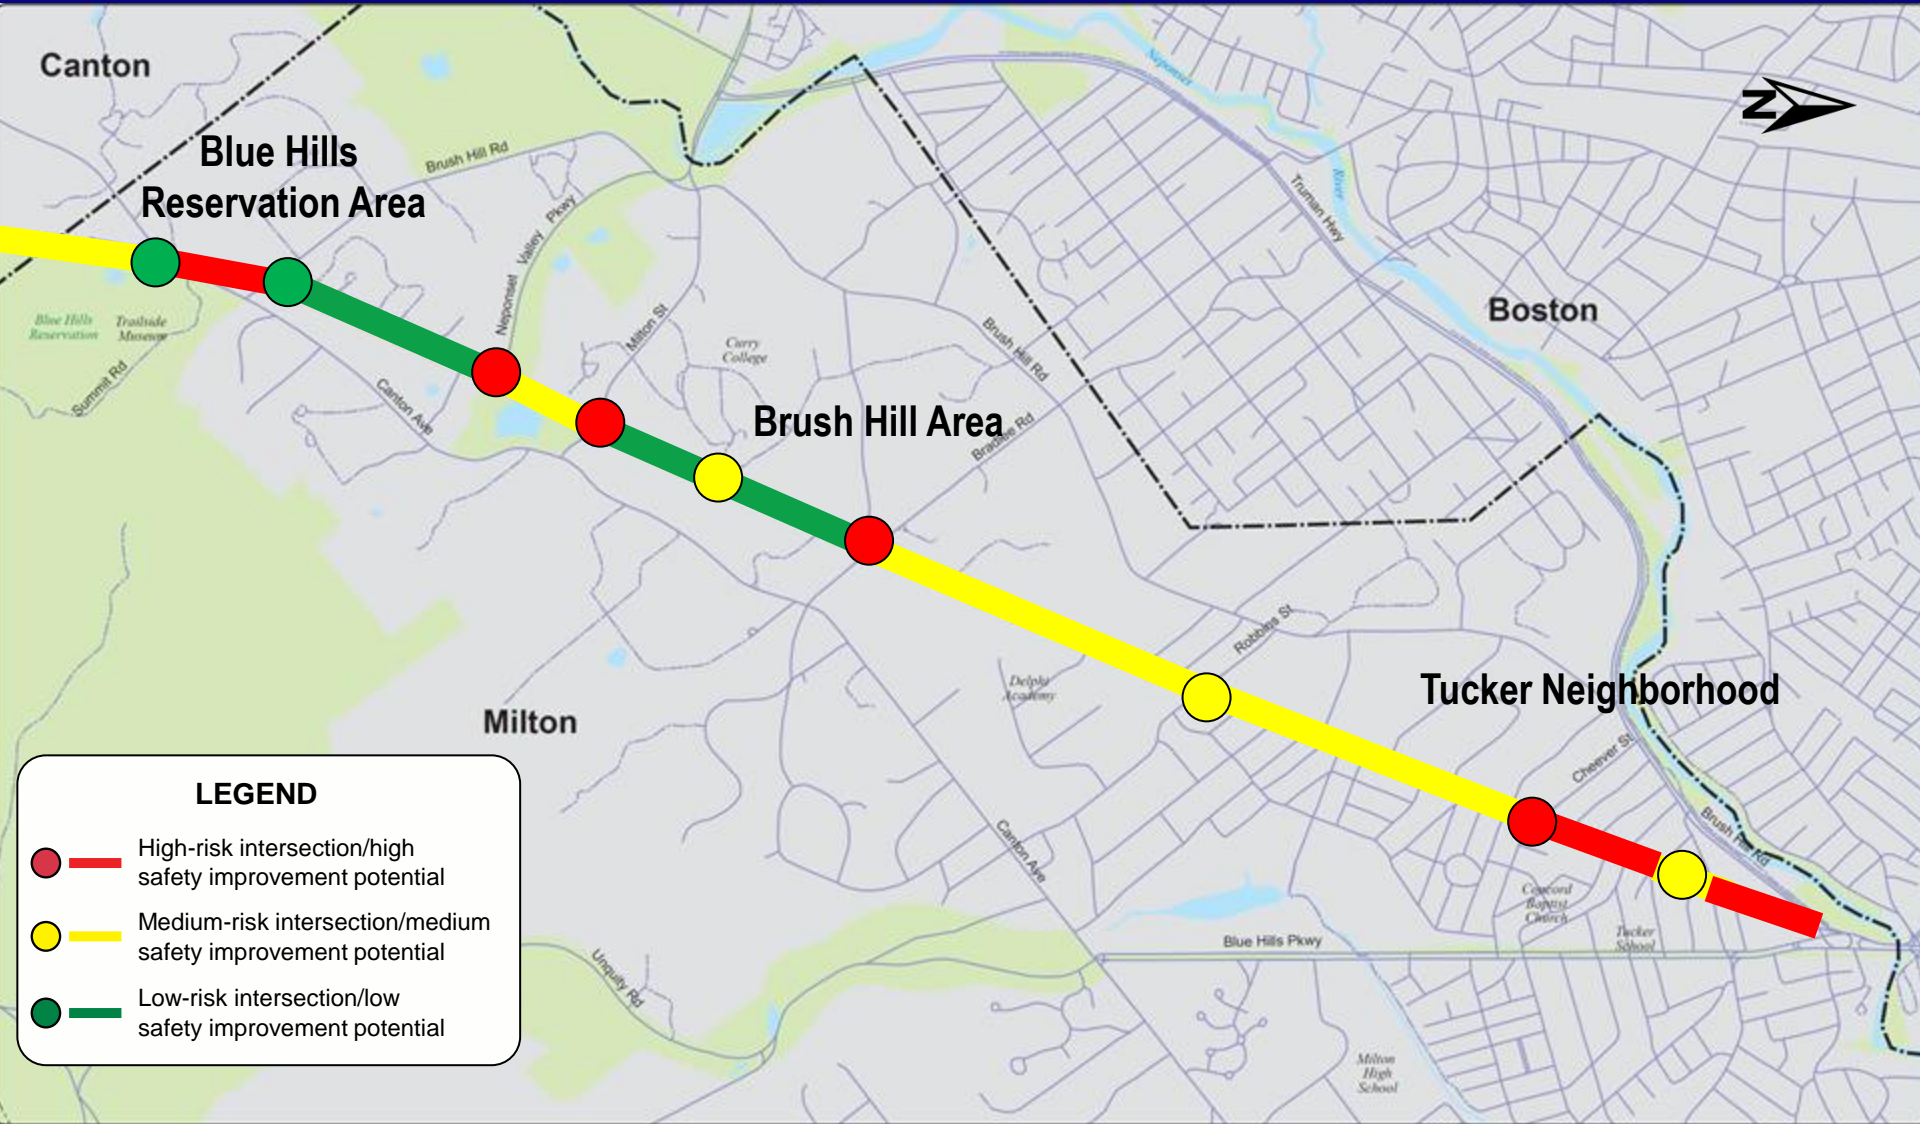 Canton
Blue Hills
Reservation Area
Brush Hill Rd
Neponset
River
N
Neponset Valley Pkwy
Truman Hwy
Boston
Blue Hills
Reservation
Trailside
Museum
Summit Rd
Milton St
Curry
College
Brush Hill Rd
Canton Ave
Brush Hill Area
Bradlee Rd
Robbins St
Delphi
Academy
Tucker Neighborhood
Milton
Cheever St
Brush Hill Rd
Canton Ave
Concord
Baptist
Church
Tucker
School
Blue Hills Pkwy
Unquity Rd
Milton
High
School
LEGEND
High-risk intersection/high
safety improvement potential
Medium-risk intersection/medium
safety improvement potential
Low-risk intersection/low
safety improvement potential